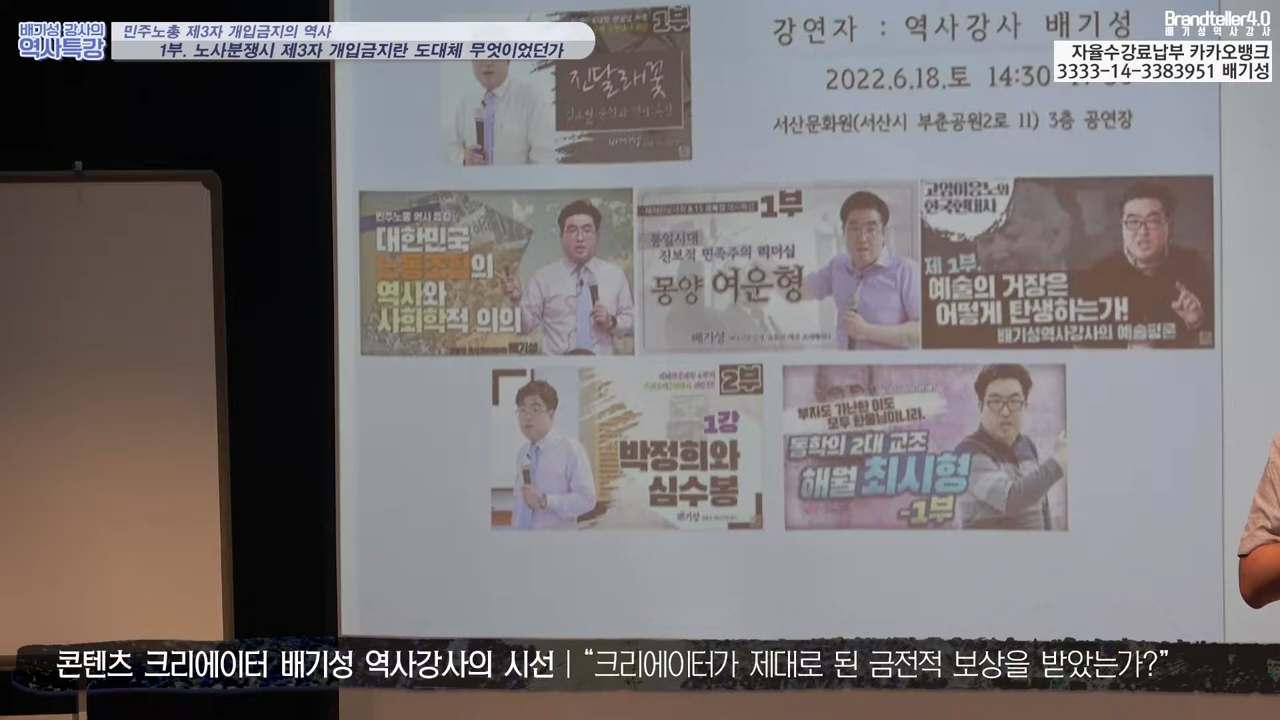 배기성 강사의
역사특강
민주노총 제3자 개입금지의 역사
1부. 노사분쟁시 제3자 개입금지란 도대체 무엇이었던가
Brandteller4.0
배기성역사강사
자율수강료납부 카카오뱅크
3333-14-3383951 배기성
강연자 : 역사강사 배기성
2022.6.18.토 14:30
서산문화원(서산시 부춘공원2로 11) 3층 공연장
1부
진달래꽃
민주노총 역사 특강
대한민국
노동조합의
역사와
사회학적 의의
배기성
1부
통일시대
진보적 민족주의 리더십
몽양 여운형
배기성
고암이응노와
한국현대사
제 1부.
예술의 거장은
어떻게 탄생하는가!
배기성역사강사의 예술평론
2부
1강
박정희와
심수봉
배기성
부자도 가난한 이도
모두 한울님이니라.
동학의 2대 교조
해월 최시형
-1부
콘텐츠 크리에이터 배기성 역사강사의 시선 | “크리에이터가 제대로 된 금전적 보상을 받았는가?”